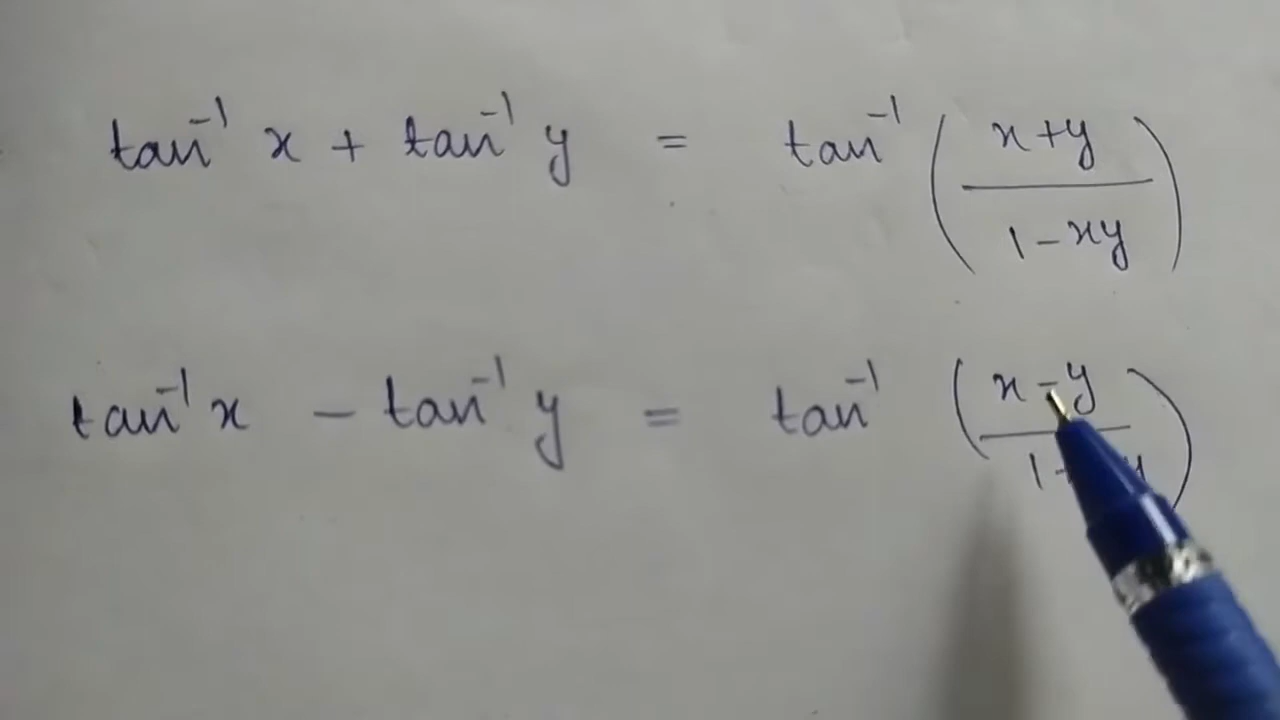 tan⁻¹ x + tan⁻¹ y = tan⁻¹ ( x+y / 1-xy )
tan⁻¹ x - tan⁻¹ y = tan⁻¹ ( x-y / 1+ )